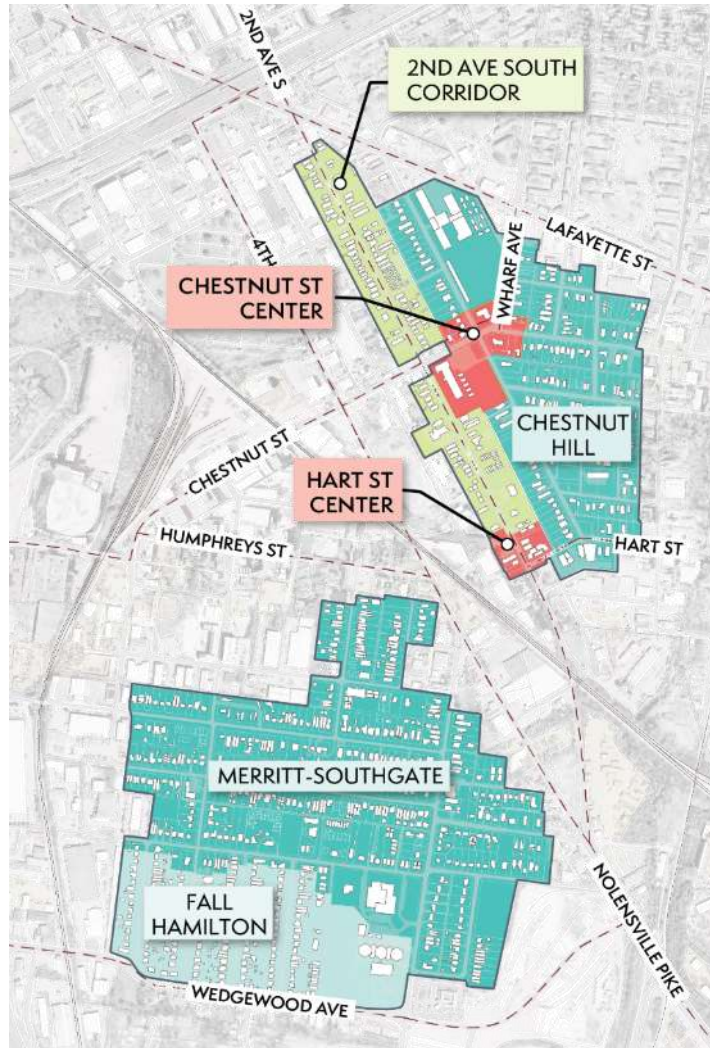 2ND AVE S
2ND AVE SOUTH
CORRIDOR
LAFAYETTE ST
4TH
WHARF AVE
CHESTNUT ST
CENTER
CHESTNUT
HILL
CHESTNUT ST
HART ST
CENTER
HART ST
HUMPHREYS ST
MERRITT-SOUTHGATE
FALL
HAMILTON
NOLENSVILLE PIKE
WEDGEWOOD AVE